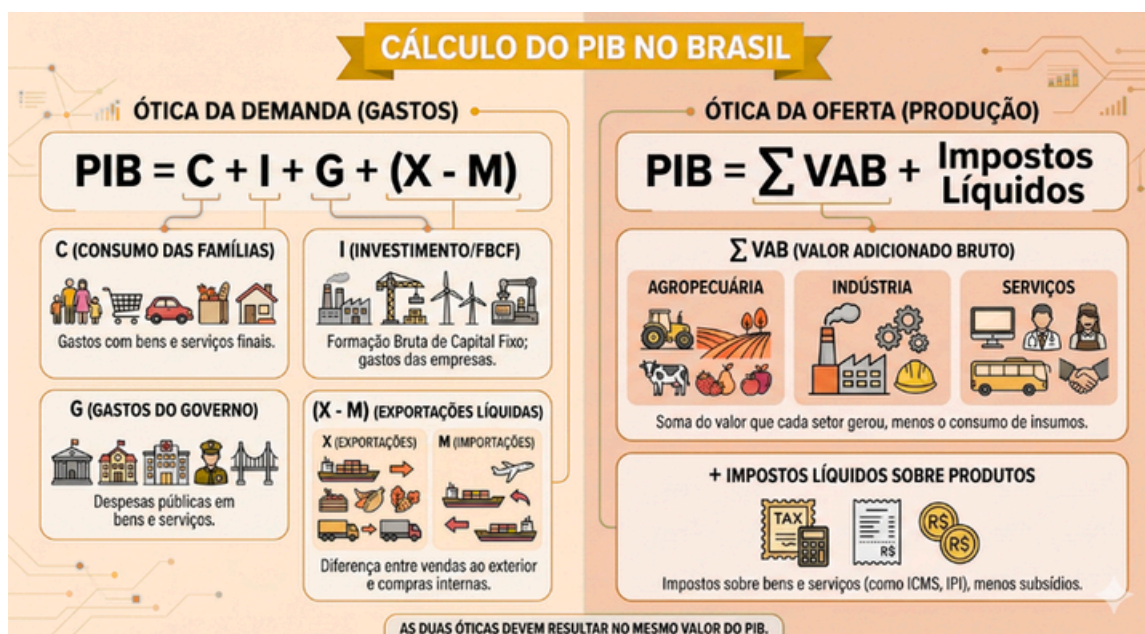 CÁLCULO DO PIB NO BRASIL
ÓTICA DA DEMANDA (GASTOS)
PIB = C + I + G + (X - M)
C (CONSUMO DAS FAMÍLIAS)
Gastos com bens e serviços finais.
I (INVESTIMENTO/FBCF)
Formação Bruta de Capital Fixo;
gastos das empresas.
G (GASTOS DO GOVERNO)
Despesas públicas em
bens e serviços.
(X - M) (EXPORTAÇÕES LÍQUIDAS)
X (EXPORTAÇÕES)
M (IMPORTAÇÕES)
Diferença entre vendas ao exterior
e compras internas.
ÓTICA DA OFERTA (PRODUÇÃO)
PIB = ∑ VAB + Impostos
Líquidos
∑ VAB (VALOR ADICIONADO BRUTO)
AGROPECUÁRIA
INDÚSTRIA
SERVIÇOS
Soma do valor que cada setor gerou, menos o consumo de insumos.
+ IMPOSTOS LÍQUIDOS SOBRE PRODUTOS
TAX
R$
R$
R$
Impostos sobre bens e serviços (como ICMS, IPI), menos subsídios.
AS DUAS ÓTICAS DEVEM RESULTAR NO MESMO VALOR DO PIB.